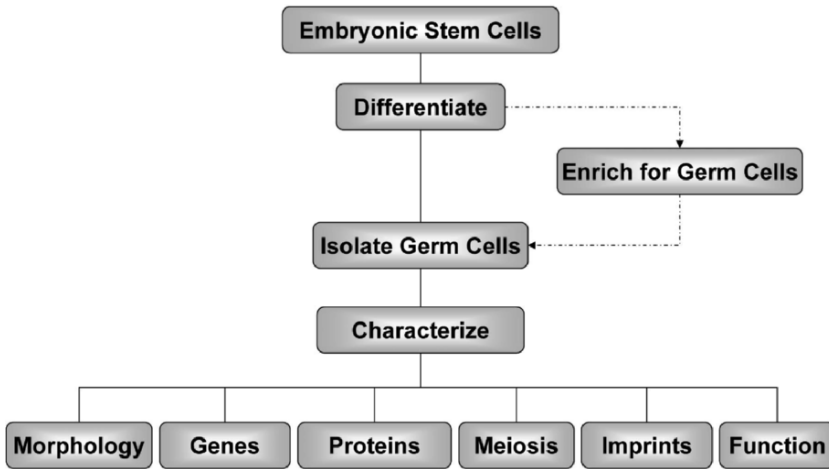 Embryonic Stem Cells
Differentiate
Enrich for Germ Cells
Isolate Germ Cells
Characterize
Morphology
Genes
Proteins
Meiosis
Imprints
Function